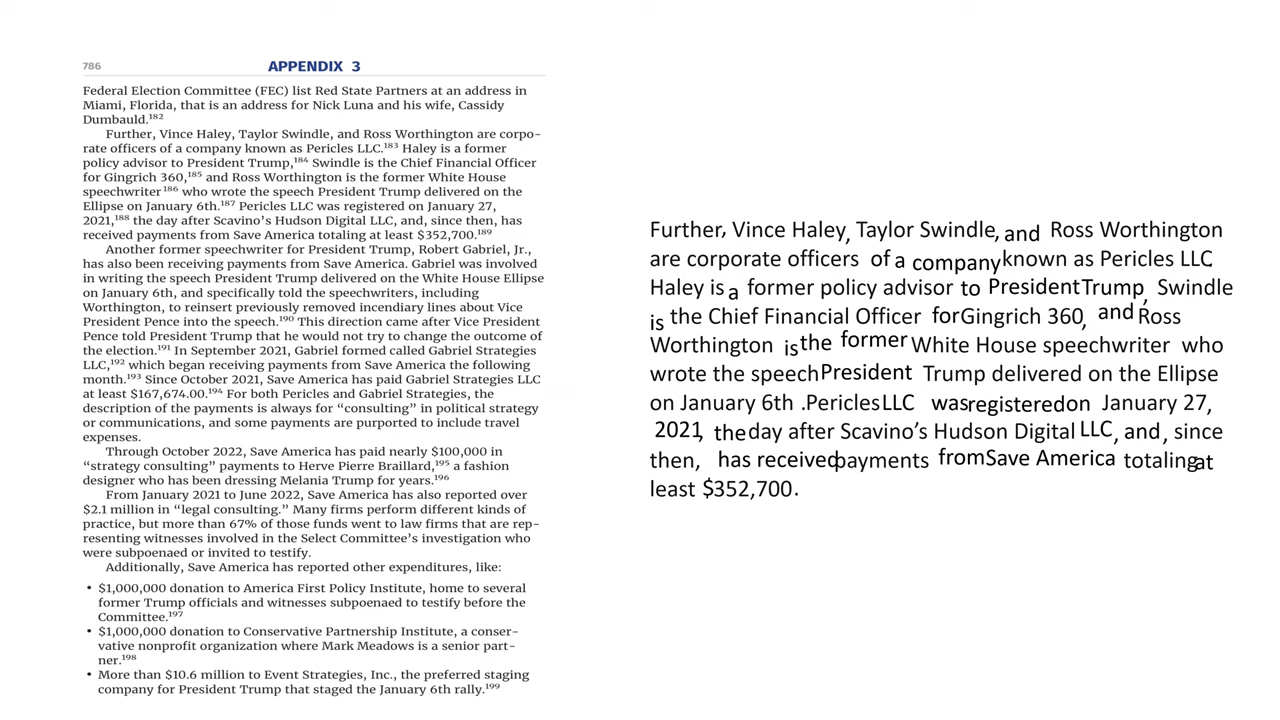 786
APPENDIX 3
Federal Election Committee (FEC) list Red State Partners at an address in
Miami, Florida, that is an address for Nick Luna and his wife, Cassidy
Dumbauld.182
Further, Vince Haley, Taylor Swindle, and Ross Worthington are corpo-
rate officers of a company known as Pericles LLC.183 Haley is a former
policy advisor to President Trump,184 Swindle is the Chief Financial Officer
for Gingrich 360,185 and Ross Worthington is the former White House
speechwriter186 who wrote the speech President Trump delivered on the
Ellipse on January 6th.187 Pericles LLC was registered on January 27,
2021,188 the day after Scavino’s Hudson Digital LLC, and, since then, has
received payments from Save America totaling at least $352,700.189
Another former speechwriter for President Trump, Robert Gabriel, Jr.,
has also been receiving payments from Save America. Gabriel was involved
in writing the speech President Trump delivered on the White House Ellipse
on January 6th, and specifically told the speechwriters, including
Worthington, to reinsert previously removed incendiary lines about Vice
President Pence into the speech.190 This direction came after Vice President
Pence told President Trump that he would not try to change the outcome of
the election.191 In September 2021, Gabriel formed called Gabriel Strategies
LLC,192 which began receiving payments from Save America the following
month.193 Since October 2021, Save America has paid Gabriel Strategies LLC
at least $167,674.00.194 For both Pericles and Gabriel Strategies, the
description of the payments is always for “consulting” in political strategy
or communications, and some payments are purported to include travel
expenses.
Through October 2022, Save America has paid nearly $100,000 in
“strategy consulting” payments to Herve Pierre Braillard,195 a fashion
designer who has been dressing Melania Trump for years.196
From January 2021 to June 2022, Save America has also reported over
$2.1 million in “legal consulting.” Many firms perform different kinds of
practice, but more than 67% of those funds went to law firms that are rep-
resenting witnesses involved in the Select Committee’s investigation who
were subpoenaed or invited to testify.
Additionally, Save America has reported other expenditures, like:
• $1,000,000 donation to America First Policy Institute, home to several
former Trump officials and witnesses subpoenaed to testify before the
Committee.197
• $1,000,000 donation to Conservative Partnership Institute, a conser-
vative nonprofit organization where Mark Meadows is a senior part-
ner.198
• More than $10.6 million to Event Strategies, Inc., the preferred staging
company for President Trump that staged the January 6th rally.199
Further, Vince Haley, Taylor Swindle, and Ross Worthington
are corporate officers of a company known as Pericles LLC.
Haley is a former policy advisor to President Trump, Swindle
is the Chief Financial Officer for Gingrich 360, and Ross
Worthington is the former White House speechwriter who
wrote the speech President Trump delivered on the Ellipse
on January 6th . Pericles LLC was registered on January 27,
2021, the day after Scavino’s Hudson Digital LLC, and, since
then, has received payments from Save America totaling at
least $352,700.